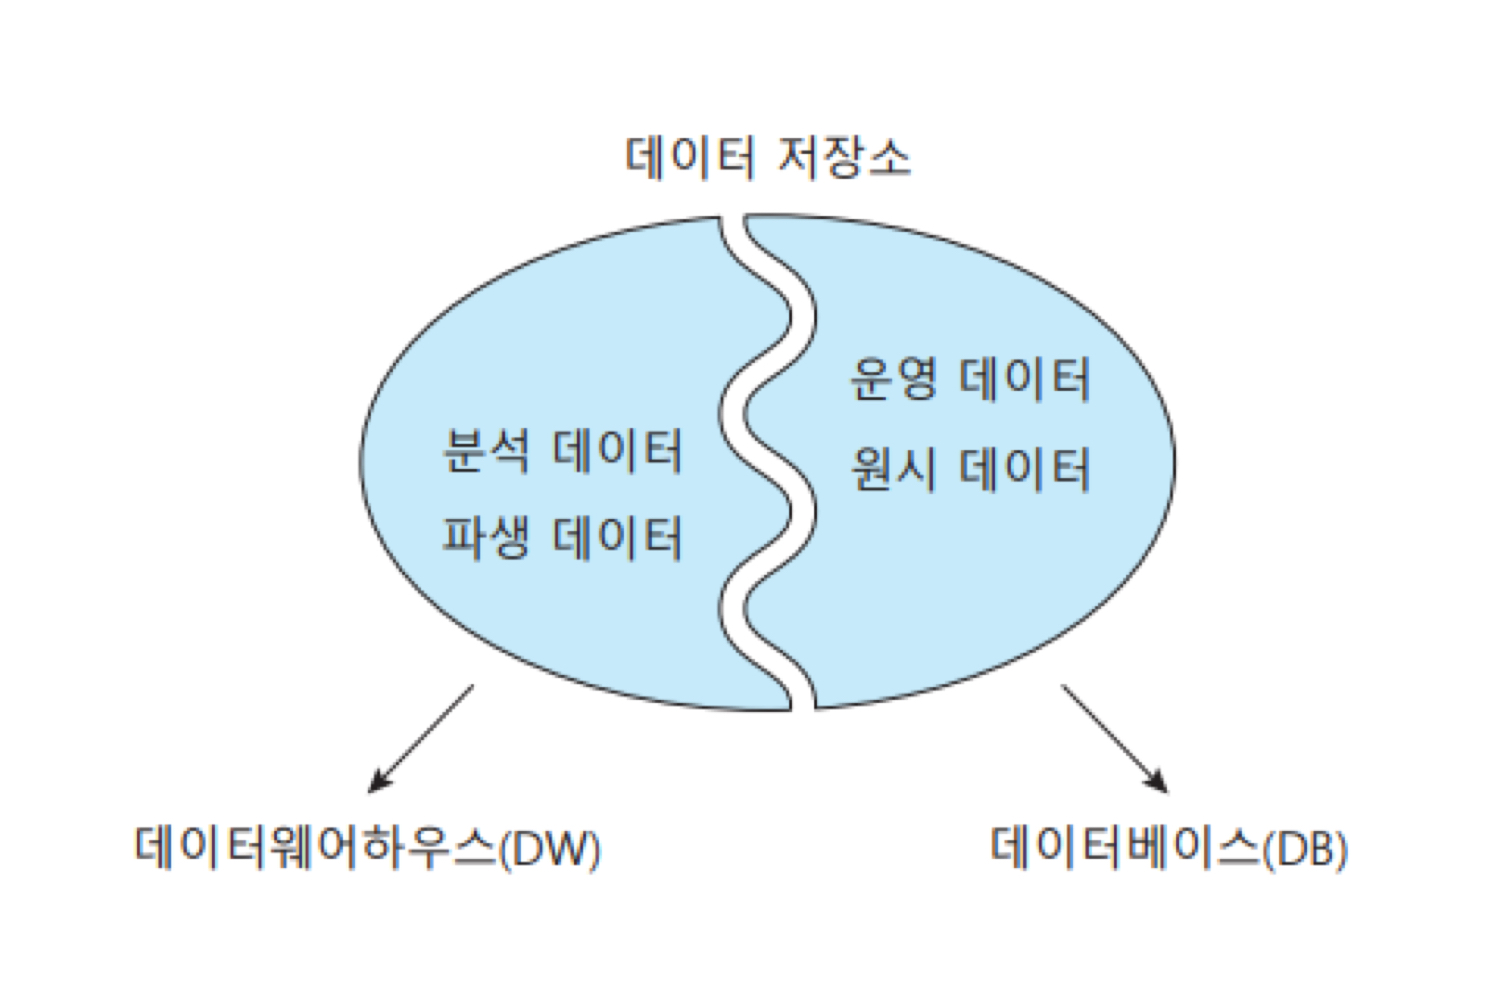 데이터 저장소
분석 데이터
파생 데이터
운영 데이터
원시 데이터
데이터웨어하우스(DW)
데이터베이스(DB)